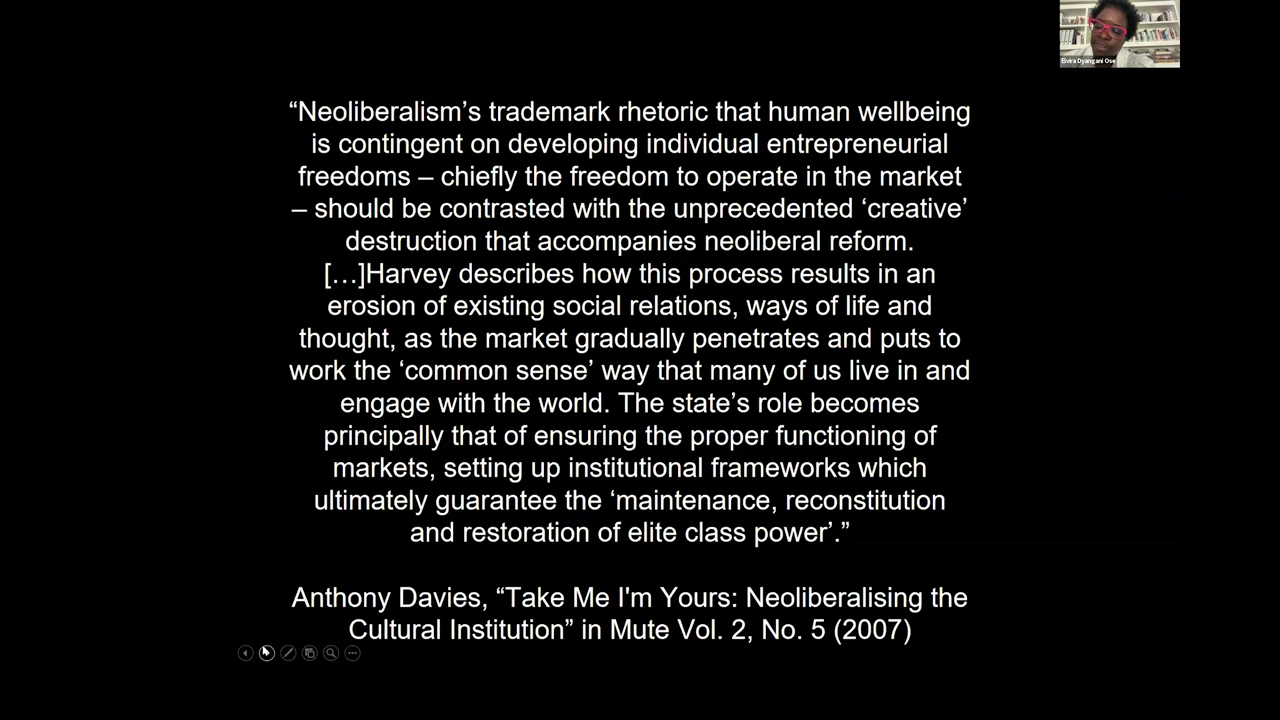 Elvira Dyangani Ose
“Neoliberalism’s trademark rhetoric that human wellbeing
is contingent on developing individual entrepreneurial
freedoms – chiefly the freedom to operate in the market
– should be contrasted with the unprecedented ‘creative’
destruction that accompanies neoliberal reform.
[…]Harvey describes how this process results in an
erosion of existing social relations, ways of life and
thought, as the market gradually penetrates and puts to
work the ‘common sense’ way that many of us live in and
engage with the world. The state’s role becomes
principally that of ensuring the proper functioning of
markets, setting up institutional frameworks which
ultimately guarantee the ‘maintenance, reconstitution
and restoration of elite class power’.”
Anthony Davies, “Take Me I'm Yours: Neoliberalising the
Cultural Institution” in Mute Vol. 2, No. 5 (2007)